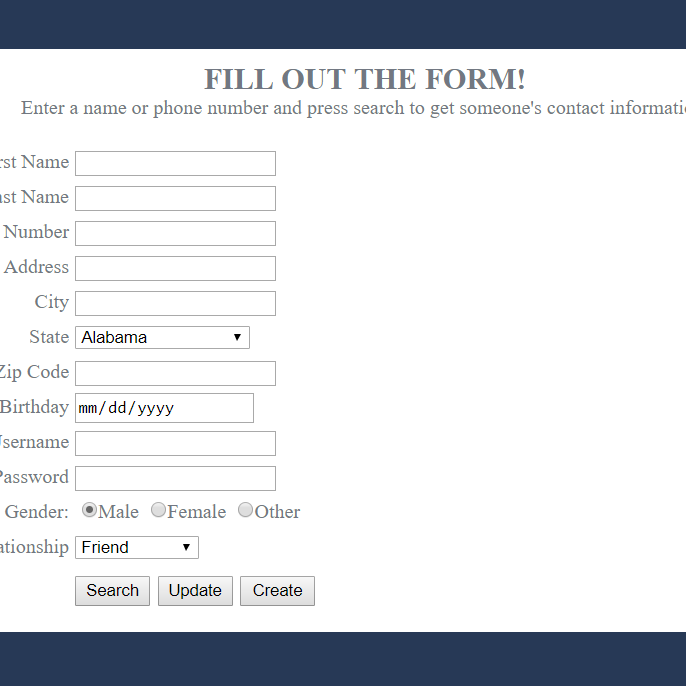 FILL OUT THE FORM!
Enter a name or phone number and press search to get someone's contact informati
rst Name
ast Name
Number
Address
City
State Alabama
Zip Code
Birthday mm/dd/yyyy
Username
Password
Gender: Male Female Other
ationship Friend
Search Update Create